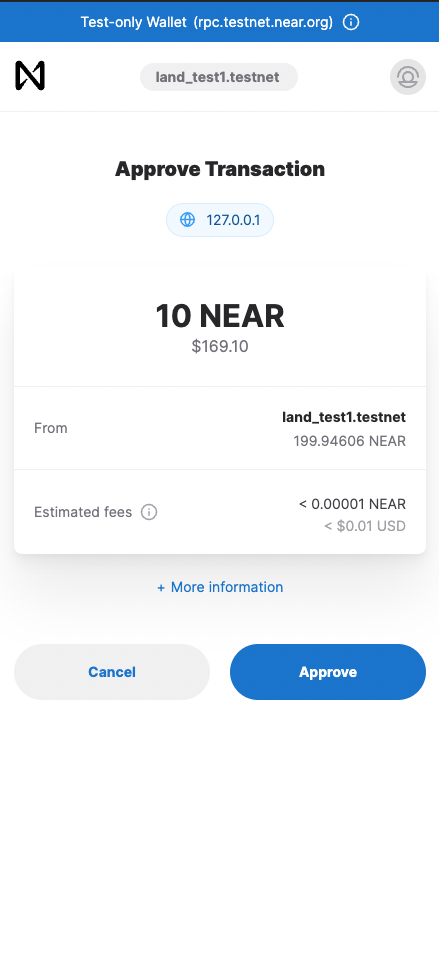 Test-only Wallet (rpc.testnet.near.org)
land_test1.testnet
Approve Transaction
127.0.0.1
10 NEAR
$169.10
From
land_test1.testnet
199.94606 NEAR
Estimated fees
< 0.00001 NEAR
< $0.01 USD
+ More information
Cancel
Approve